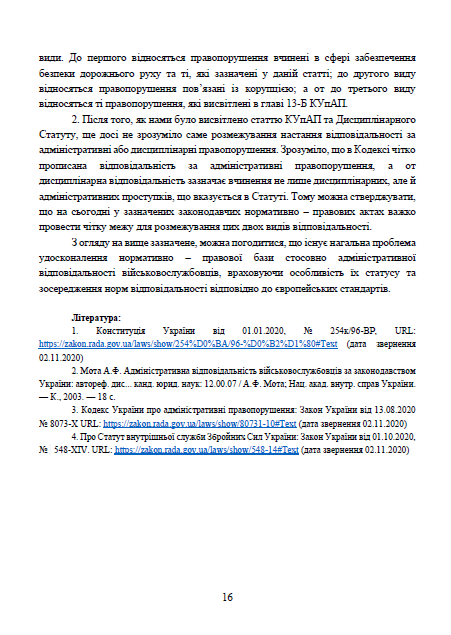 види. До першого відносяться правопорушення вчинені в сфері забезпечення
безпеки дорожнього руху та ті, які зазначені у даній статті; до другого виду
відносяться правопорушення пов’язані із корупцією; а от до третього виду
відносяться ті правопорушення, які висвітлені в главі 13-Б КУпАП.
2. Після того, як нами було висвітлено статтю КУпАП та Дисциплінарного
Статуту, ще досі не зрозуміло саме розмежування настання відповідальності за
адміністративні або дисциплінарні правопорушення. Зрозуміло, що в Кодексі чітко
прописана відповідальність за адміністративні правопорушення, а от
дисциплінарна відповідальність зазначає вчинення не лише дисциплінарних, але й
адміністративних проступків, що вказується в Статуті. Тому можна стверджувати,
що на сьогодні у зазначених законодавчих нормативно – правових актах важко
провести чітку межу для розмежування цих двох видів відповідальності.
З огляду на вище зазначене, можна погодитися, що існує нагальна проблема
удосконалення нормативно – правової бази стосовно адміністративної
відповідальності військовослужбовців, враховуючи особливість їх статусу та
зосередження норм відповідальності відповідно до європейських стандартів.
Література:
1. Конституція України від 01.01.2020, № 254к/96-ВР, URL:
https://zakon.rada.gov.ua/laws/show/254%D0%BA/96-%D0%B2%D1%80#Text (дата звернення
02.11.2020)
2. Мота А.Ф. Адміністративна відповідальність військовослужбовців за законодавством
України: автореф. дис... канд. юрид. наук: 12.00.07 / А.Ф. Мота; Нац. акад. внутр. справ України.
— К., 2003. — 18 с.
3. Кодекс України про адміністративні правопорушення: Закон України від 13.08.2020
№ 8073-X URL: https://zakon.rada.gov.ua/laws/show/80731-10#Text (дата звернення 02.11.2020)
4. Про Статут внутрішньої служби Збройних Сил України: Закон України від 01.10.2020,
№ 548-XIV. URL: https://zakon.rada.gov.ua/laws/show/548-14#Text (дата звернення 02.11.2020)
16